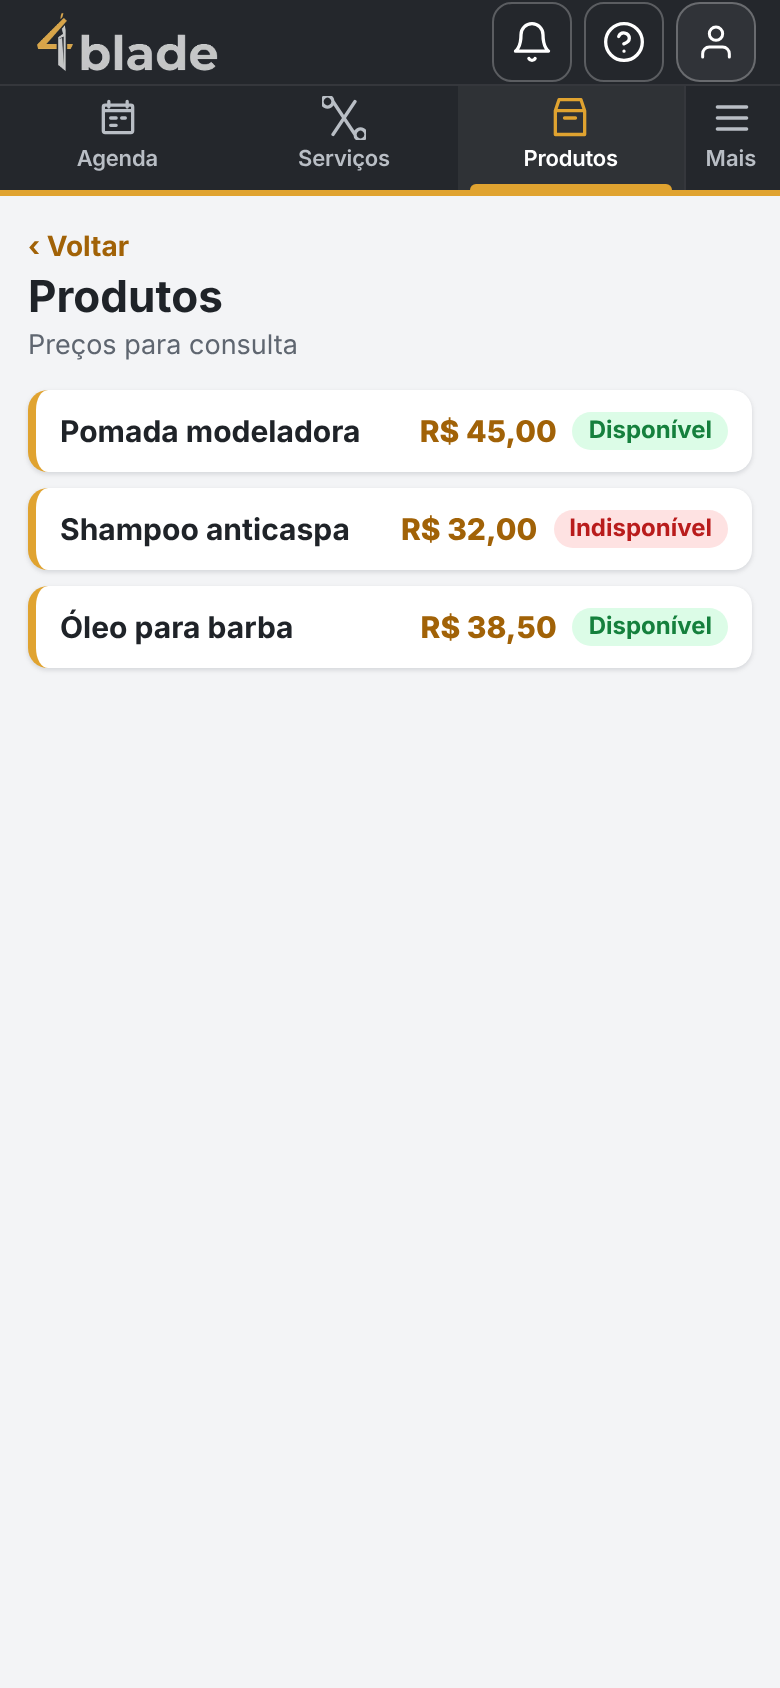 4blade
Agenda
Serviços
Produtos
Mais
‹ Voltar
Produtos
Preços para consulta
Pomada modeladora R$ 45,00 Disponível
Shampoo anticaspa R$ 32,00 Indisponível
Óleo para barba R$ 38,50 Disponível